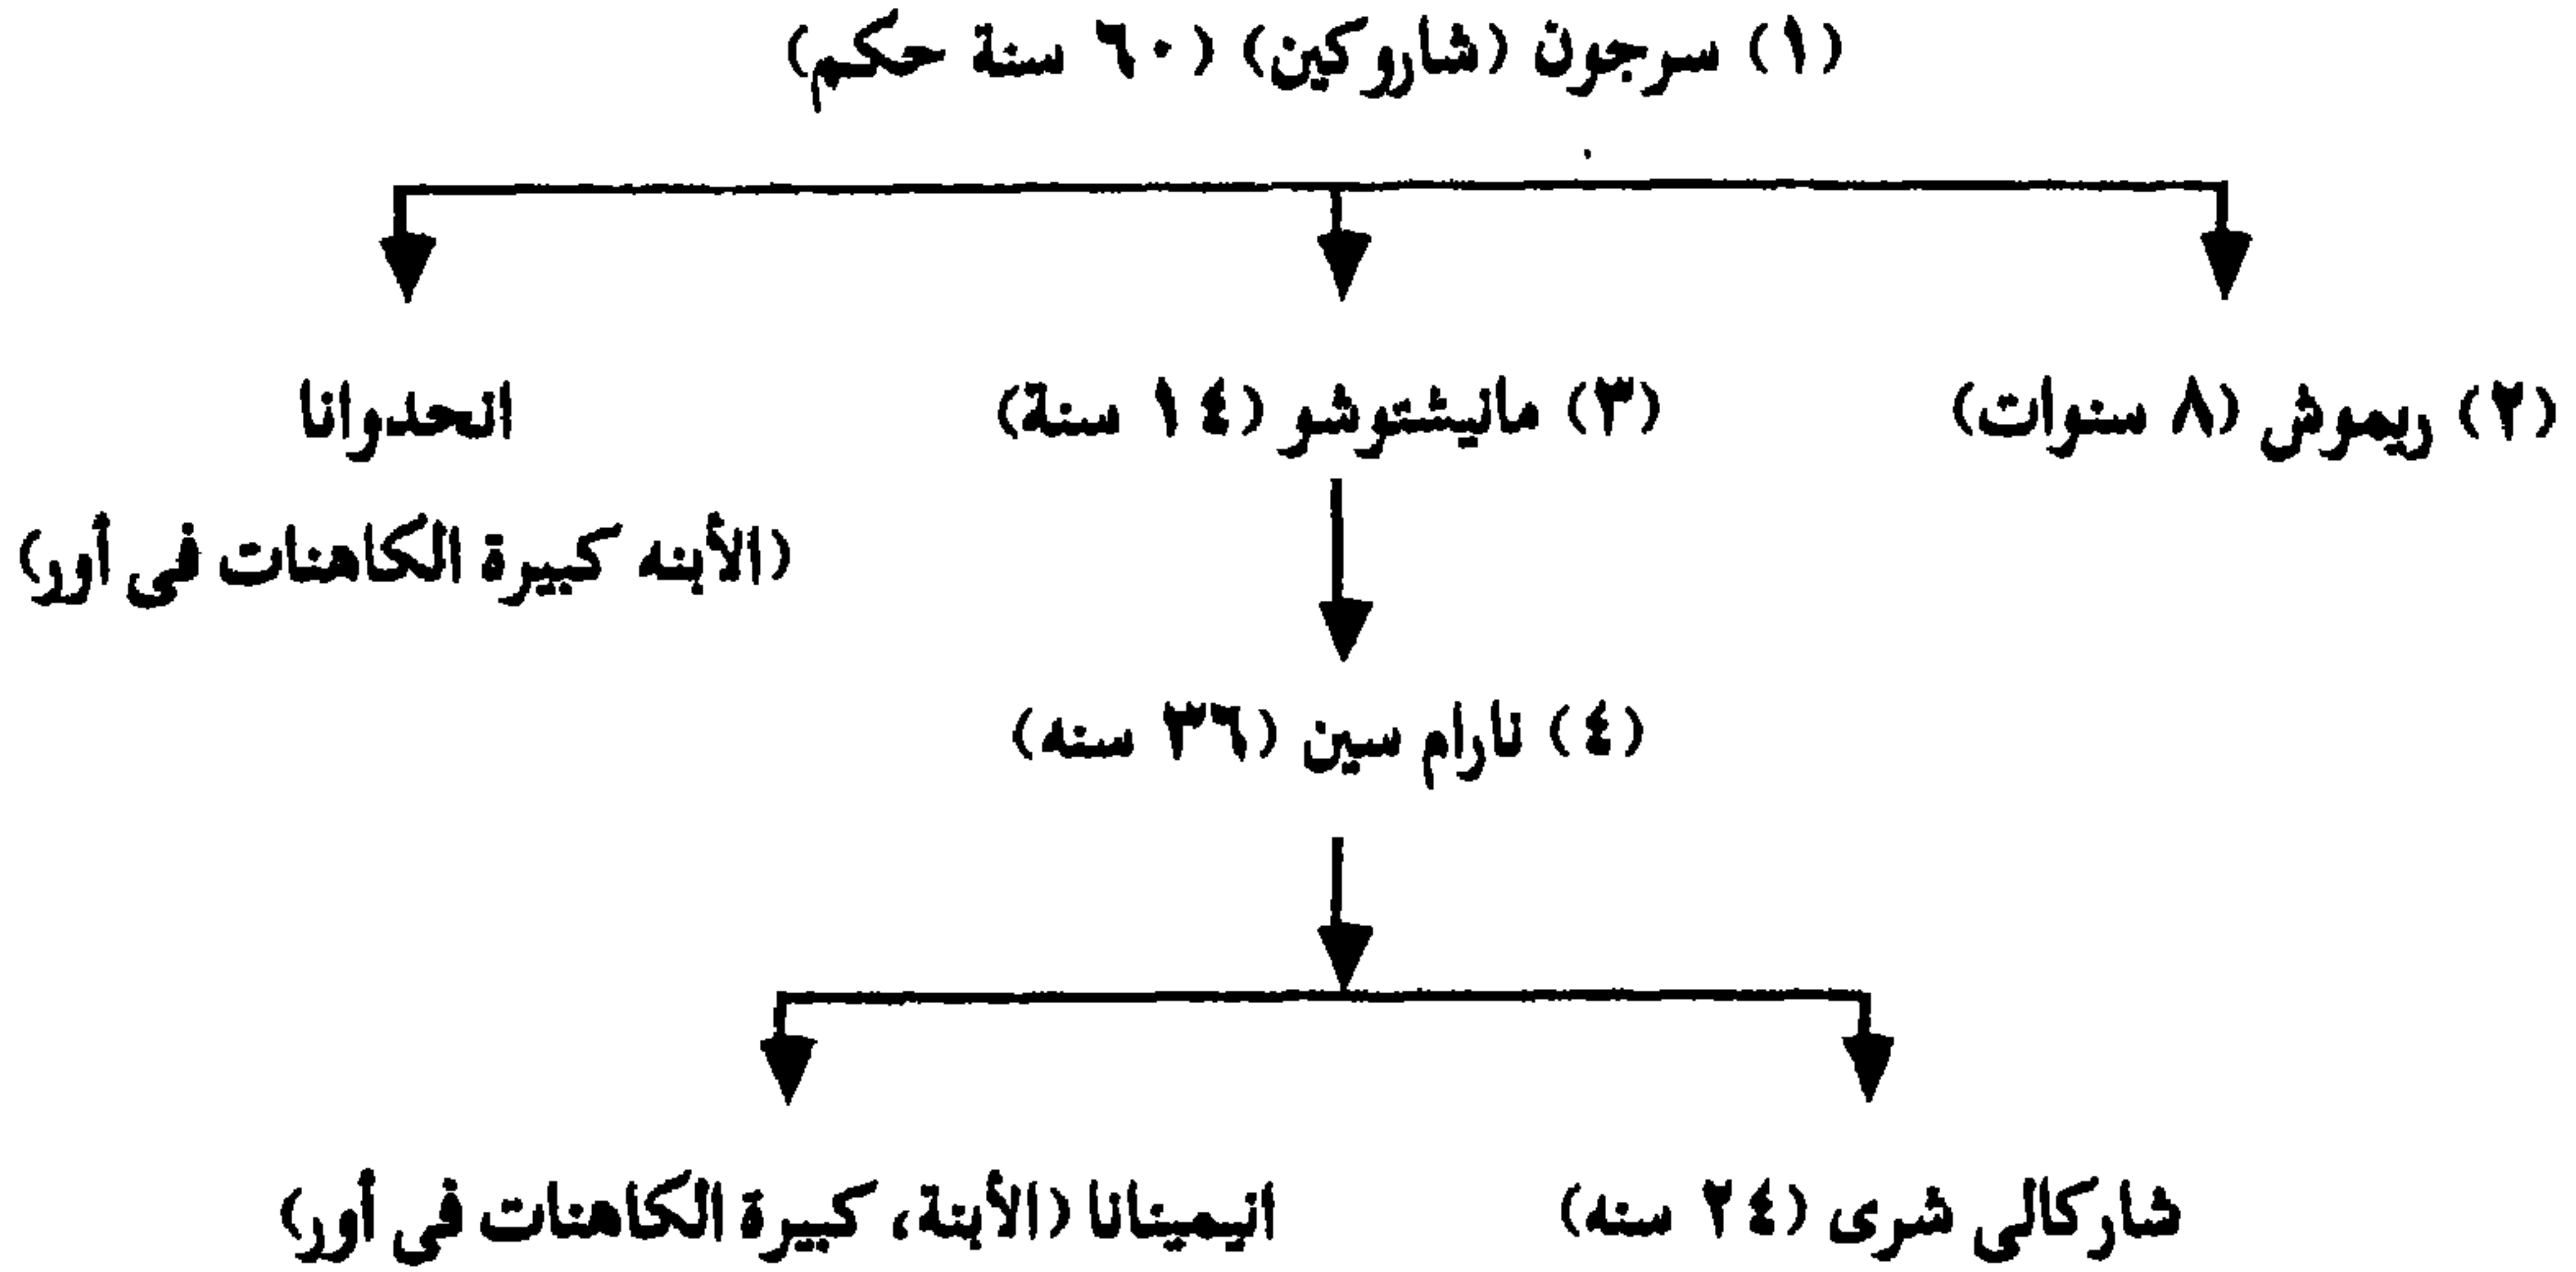 (١) سرجون (شاروكين) (٦٠ سنة حكم)
(٢) ريموش (٨ سنوات)
(٣) مانيشتوشو (١٤ سنة)
انحدوانا
(الأبنه كبيرة الكاهنات فى أور)
(٤) نارام سين (٣٦ سنه)
شاركالى شرى (٢٤ سنه)
انيمينانا (الأبنة، كبيرة الكاهنات فى أور)